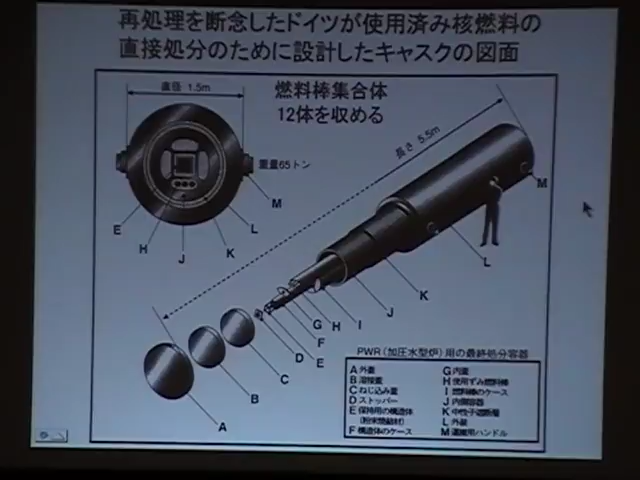 再処理を断念したドイツが使用済み核燃料の
直接処分のために設計したキャスクの図面
直径 1.5m
燃料棒集合体
12体を収める
長さ 5.5m
重量65トン
M
M
E
L
H
K
J
L
K
J
I
H
G
F
E
D
C
B
A
PWR(加圧水型炉)用の最終処分容器
A 外蓋
B 溶接蓋
C ねじ込み蓋
D ストッパー
E 保持用の構造体
F 構造体のケース
G 内蓋
H 使用ずみ燃料棒
I 燃料棒のケース
J 内側容器
K 中性子遮断層
L 外装
M 運搬用ハンドル